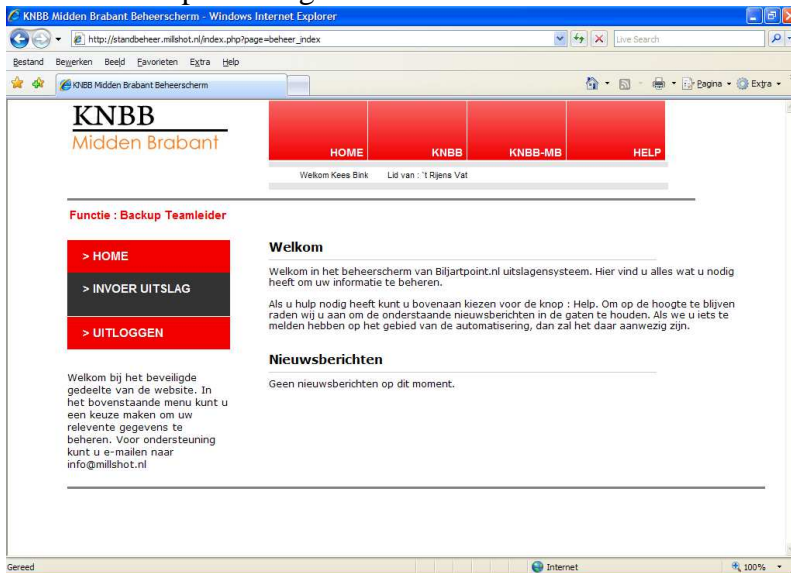 KNBB Midden Brabant Beheerscherm - Windows Internet Explorer
http://standbeheer.millshot.nl/index.php?page=beheer_index
Live Search
Bestand Bewerken Beeld Favorieten Extra Help
KNBB Midden Brabant Beheerscherm
Pagina
Extra
KNBB
Midden Brabant
HOME KNBB KNBB-MB HELP
Welkom Kees Bink Lid van : 't Rijens Vat
Functie : Backup Teamleider
> HOME
> INVOER UITSLAG
> UITLOGGEN
Welkom bij het beveiligde
gedeelte van de website. In
het bovenstaande menu kunt u
een keuze maken om uw
relevente gegevens te
beheren. Voor ondersteuning
kunt u e-mailen naar
info@millshot.nl
Welkom
Welkom in het beheerscherm van Biljartpoint.nl uitslagensysteem. Hier vind u alles wat u nodig
heeft om uw informatie te beheren.
Als u hulp nodig heeft kunt u bovenaan kiezen voor de knop : Help. Om op de hoogte te blijven
raden wij u aan om de onderstaande nieuwsberichten in de gaten te houden. Als we u iets te
melden hebben op het gebied van de automatisering, dan zal het daar aanwezig zijn.
Nieuwsberichten
Geen nieuwsberichten op dit moment.
Gereed
Internet
100%